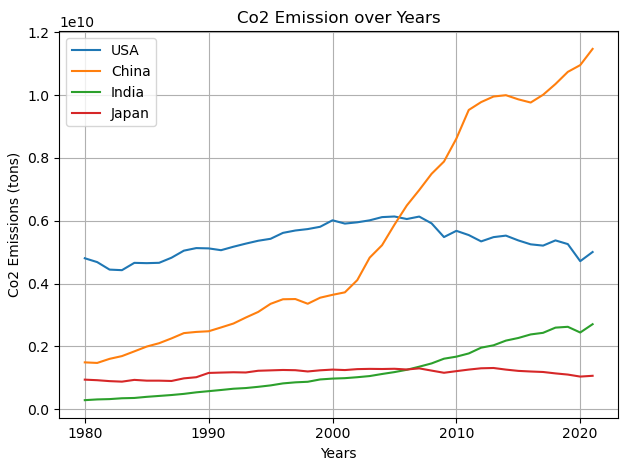 Co2 Emission over Years
1e10
1.2
1.0
0.8
0.6
0.4
0.2
0.0
Co2 Emissions (tons)
USA
China
India
Japan
1980 1990 2000 2010 2020
Years